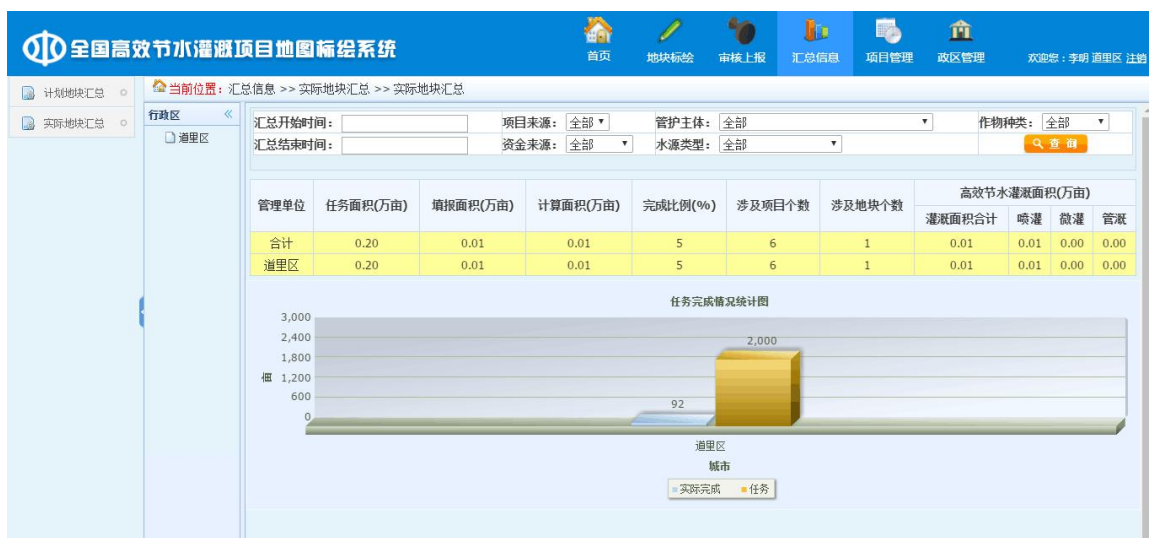 全国高效节水灌溉项目地图标绘系统
首页 地块标绘 审核上报 汇总信息 项目管理 政区管理
欢迎您：李明 道里区 注销
计划地块汇总
实际地块汇总
当前位置：汇总信息 >> 实际地块汇总 >> 实际地块汇总
行政区 《
道里区
汇总开始时间： 项目来源： 全部 管护主体： 全部 作物种类： 全部
汇总结束时间： 资金来源： 全部 水源类型： 全部 查 询
管理单位 任务面积(万亩) 填报面积(万亩) 计算面积(万亩) 完成比例(%) 涉及项目个数 涉及地块个数 高效节水灌溉面积(万亩)
灌溉面积合计 喷灌 微灌 管溉
合计 0.20 0.01 0.01 5 6 1 0.01 0.01 0.00 0.00
道里区 0.20 0.01 0.01 5 6 1 0.01 0.01 0.00 0.00
任务完成情况统计图
3,000
2,400
1,800
1,200
600
0
亩
2,000
92
道里区
城市
实际完成 任务